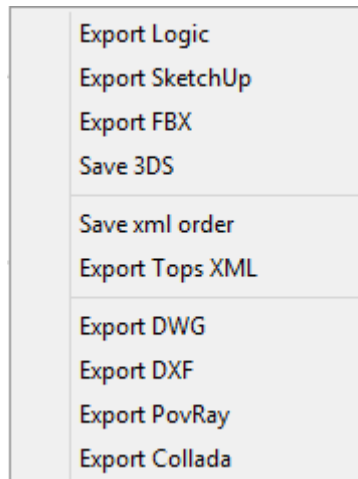 Export Logic
Export SketchUp
Export FBX
Save 3DS
Save xml order
Export Tops XML
Export DWG
Export DXF
Export PovRay
Export Collada